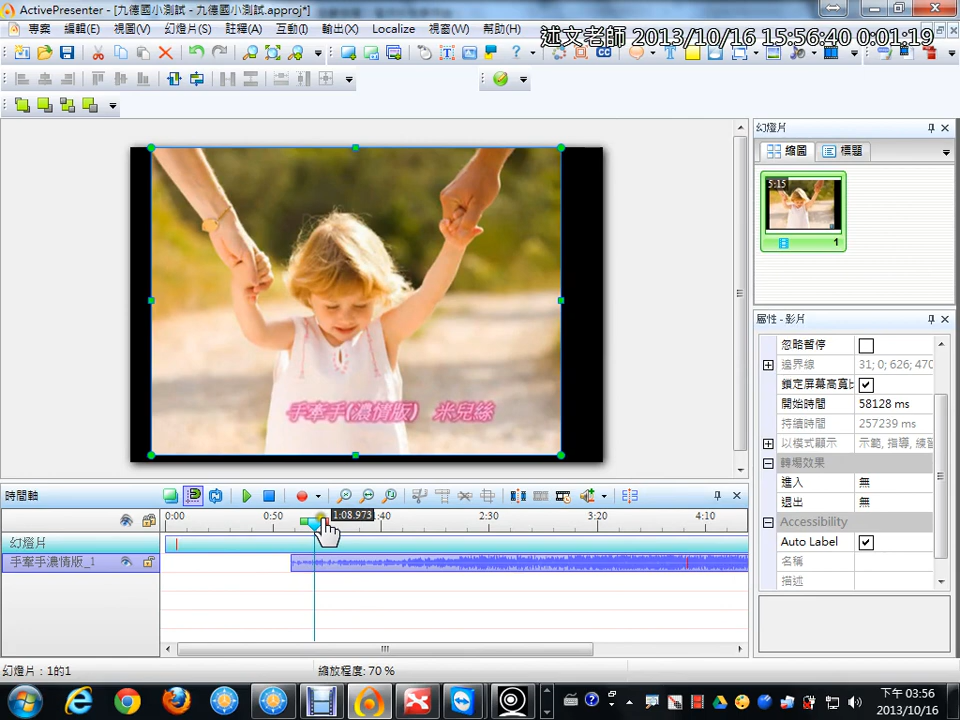 ActivePresenter - [九德國小測試 - 九德國小測試.approj*]
專案 編輯(E) 視圖(V) 幻燈片(S) 註釋(A) 互動(I) 輸出(X) Localize 視窗(W) 幫助(H)
述文老師 2013/10/16 15:56:40 0:01:19
幻燈片
縮圖 標題
5:15
1
手牽手(濃情版) 米兒絲
屬性 - 影片
忽略暫停
邊界線 31; 0; 626; 470
鎖定屏幕高寬比
開始時間 58128 ms
持續時間 257239 ms
以模式顯示 示範, 指導, 練習
轉場效果
進入 無
退出 無
Accessibility
Auto Label
名稱
描述
時間軸
0:00 0:50 1:08.973 :40 2:30 3:20 4:10
幻燈片
手牽手濃情版_1
幻燈片：1的1 縮放程度: 70 %
下午 03:56
2013/10/16